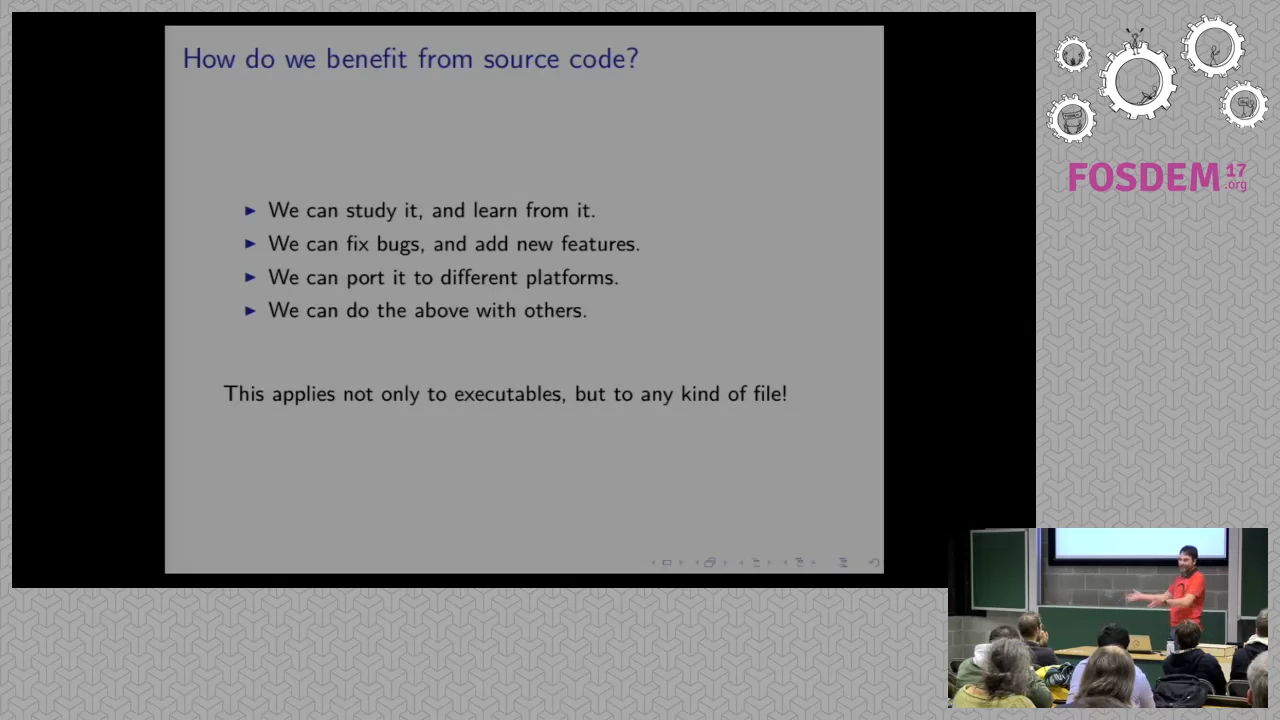 How do we benefit from source code?
We can study it, and learn from it.
We can fix bugs, and add new features.
We can port it to different platforms.
We can do the above with others.
This applies not only to executables, but to any kind of file!
FOSDEM 17
.org